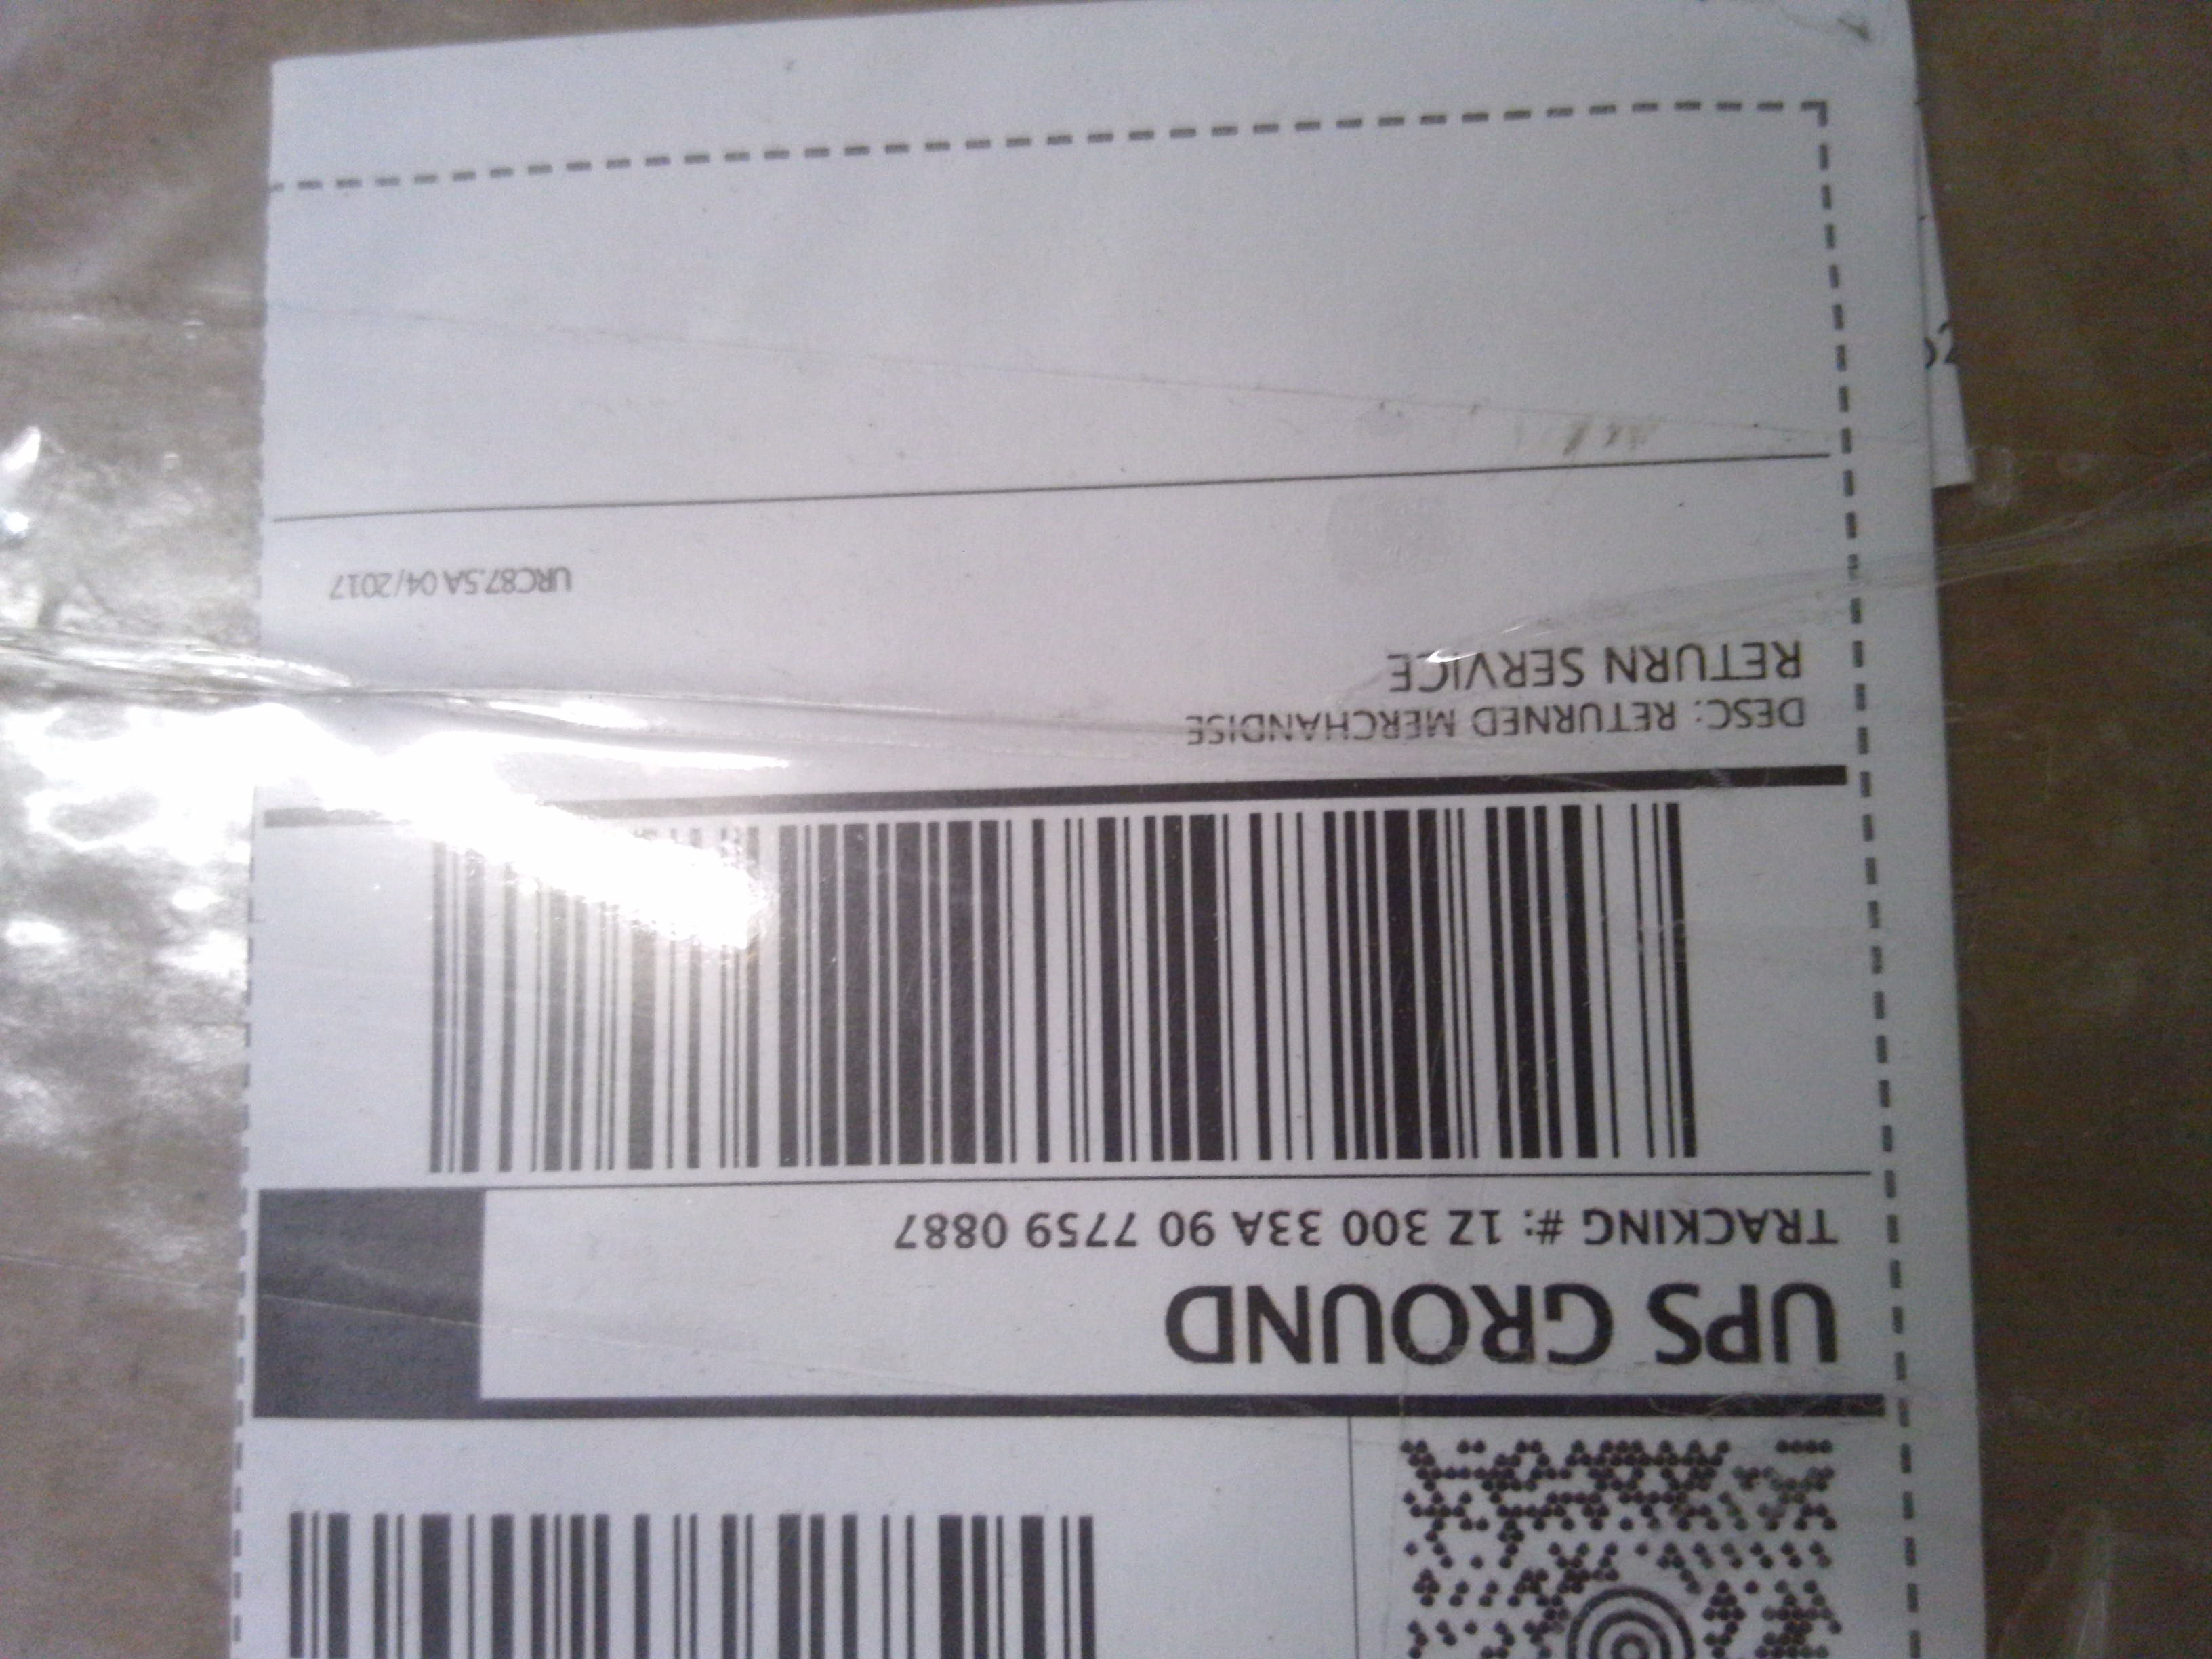 UPS GROUND
TRACKING #: 1Z 300 33A 90 7759 0887
DESC: RETURNED MERCHANDISE
RETURN SERVICE
URC87.5A 04/2017